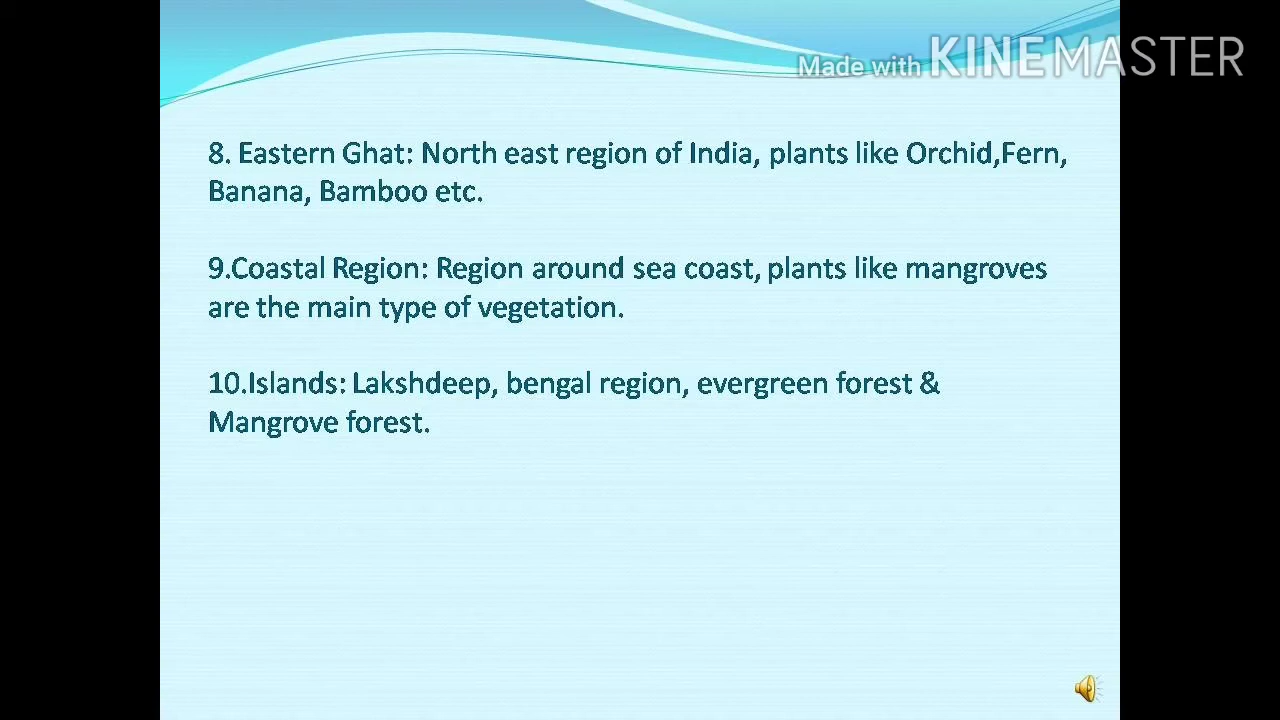 Made with KINEMASTER
8. Eastern Ghat: North east region of India, plants like Orchid,Fern,
Banana, Bamboo etc.
9.Coastal Region: Region around sea coast, plants like mangroves
are the main type of vegetation.
10.Islands: Lakshdeep, bengal region, evergreen forest &
Mangrove forest.